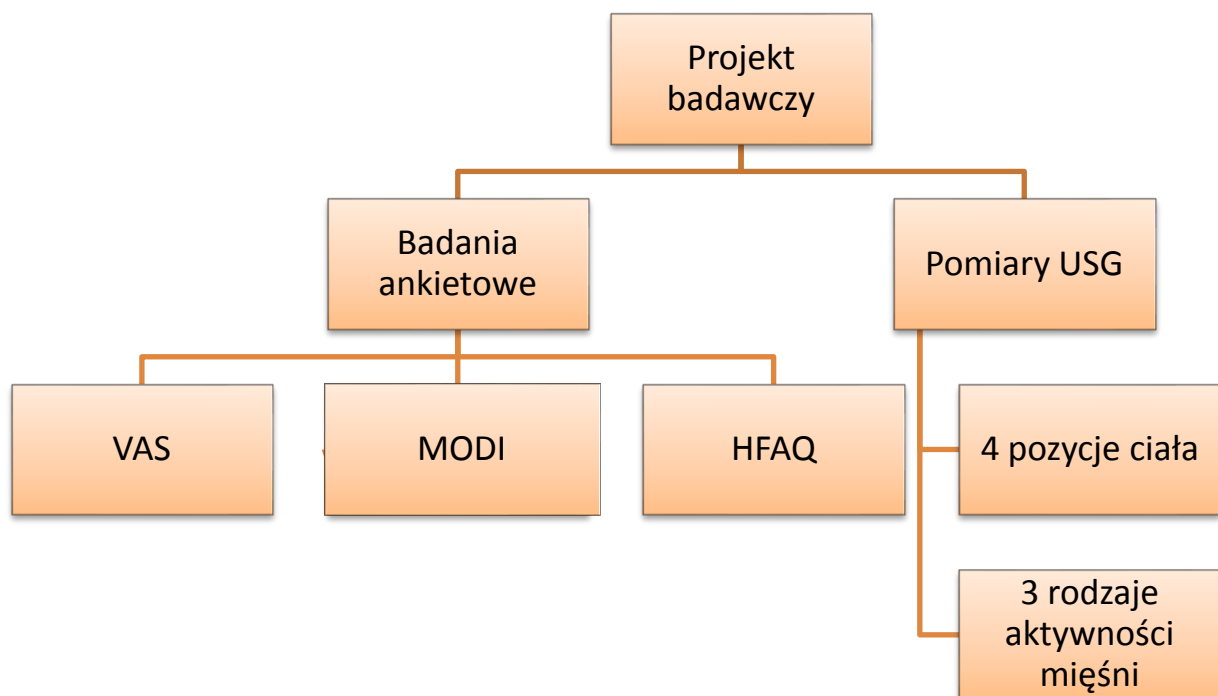 Projekt
badawczy
Badania
ankietowe
Pomiary USG
VAS
MODI
HFAQ
4 pozycje ciała
3 rodzaje
aktywności
mięśni